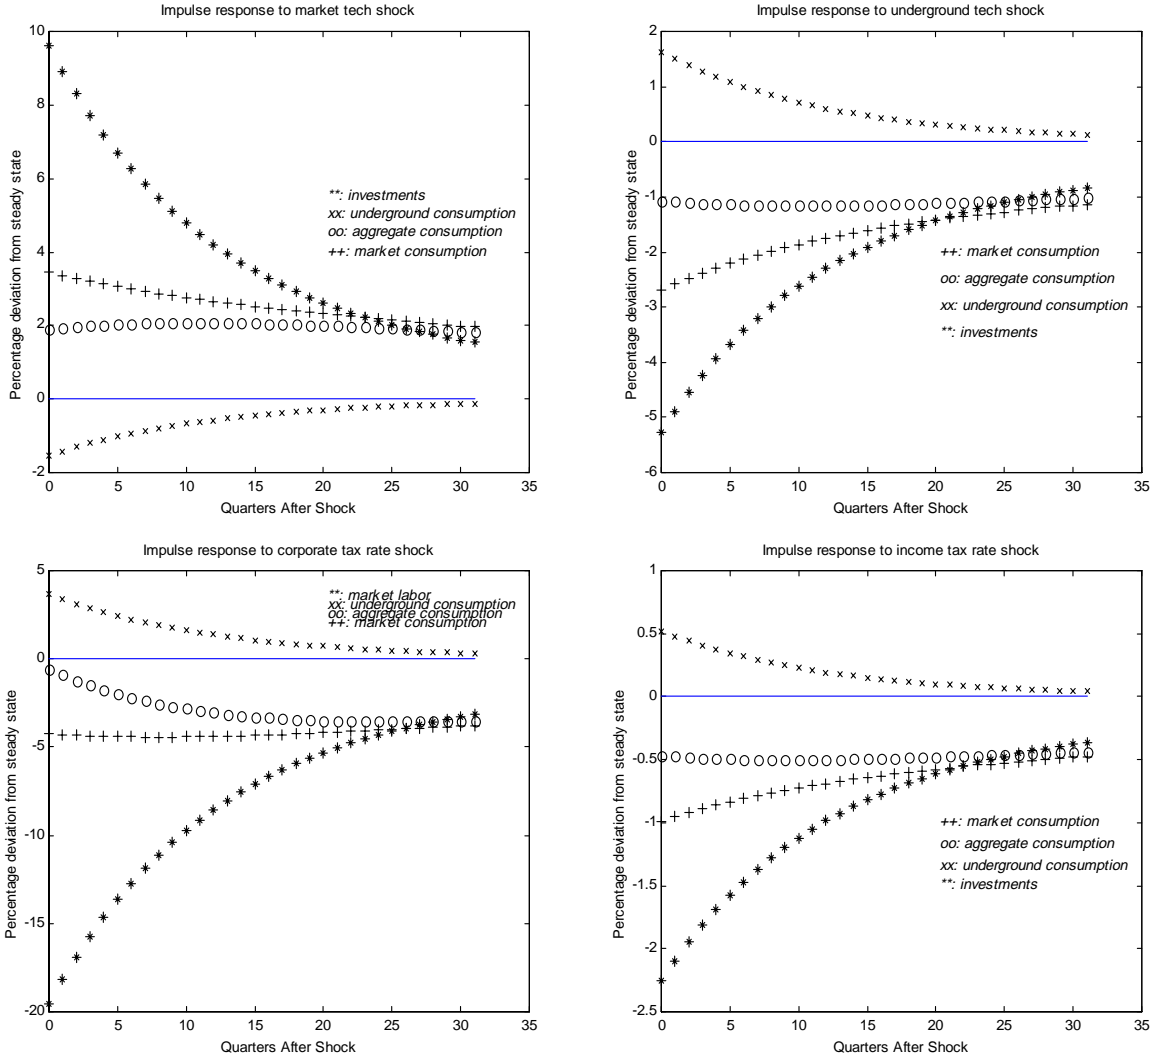 Impulse response to market tech shock
Percentage deviation from steady state
10
8
6
4
2
0
-2
**: investments
xx: underground consumption
oo: aggregate consumption
++: market consumption
0 5 10 15 20 25 30 35
Quarters After Shock
Impulse response to underground tech shock
Percentage deviation from steady state
2
1
0
-1
-2
-3
-4
-5
-6
++: market consumption
oo: aggregate consumption
xx: underground consumption
**: investments
0 5 10 15 20 25 30 35
Quarters After Shock
Impulse response to corporate tax rate shock
Percentage deviation from steady state
5
0
-5
-10
-15
-20
**: market labor
xx: underground consumption
oo: aggregate consumption
++: market consumption
0 5 10 15 20 25 30 35
Quarters After Shock
Impulse response to income tax rate shock
Percentage deviation from steady state
1
0.5
0
-0.5
-1
-1.5
-2
-2.5
++: market consumption
oo: aggregate consumption
xx: underground consumption
**: investments
0 5 10 15 20 25 30 35
Quarters After Shock